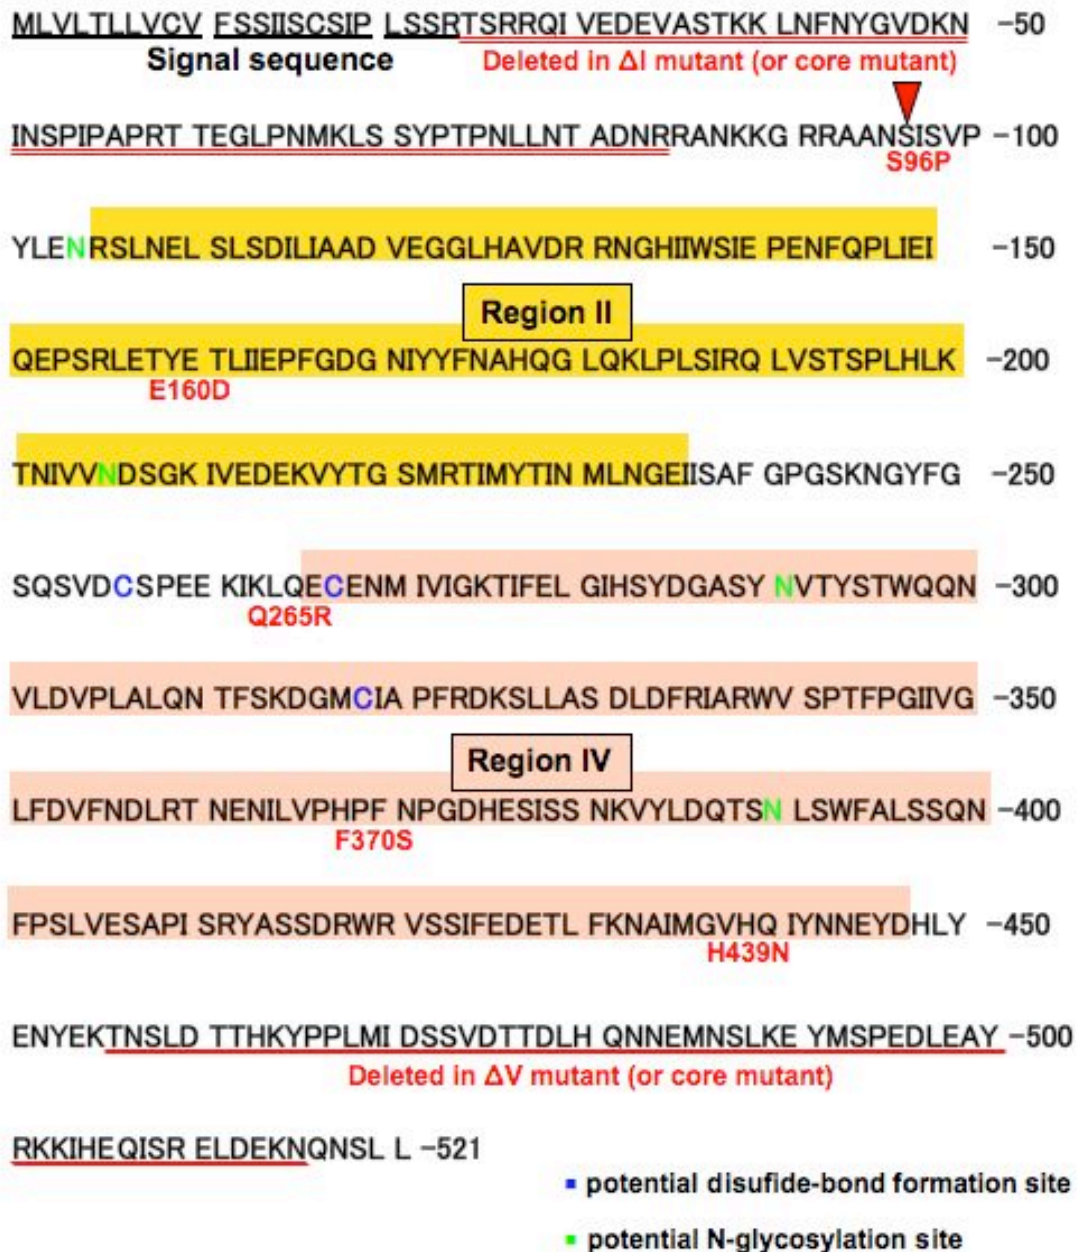 MLVLTLLVCV FSSIISCSIP LSSRTSRRQI VEDEVASTKK LNFNYGVDKN -50
Signal sequence Deleted in ΔI mutant (or core mutant)
INSPIPAPRT TEGLPNMKLS SYPTPNLLNT ADNRRANKKG RRAANSISVP -100
S96P
YLENRSLNEL SLSDILIAAD VEGGLHAVDR RNGHIIWSIE PENFQPLIEI -150
Region II
QEPSRLETYE TLIIEPFGDG NIYYFNAHQG LQKLPLSIRQ LVSTSPLHLK -200
E160D
TNIVVNDSGK IVEDEKVYTG SMRTIMYTIN MLNGEIISAF GPGSKNGYFG -250
SQSVDCSPEE KIKLQECENM IVIGKTIFEL GIHSYDGASY NVTYSTWQQN -300
Q265R
VLDVPLALQN TFSKDGMCIA PFRDKSLLAS DLDFRIARWV SPTFPGIIVG -350
Region IV
LFDVFNDLRT NENILVPHPF NPGDHESISS NKVYLDQTSN LSWFALSSQN -400
F370S
FPSLVESAPI SRYASSDRWR VSSIFEDETL FKNAIMGVHQ IYNNEYDHLY -450
H439N
ENYEKTNSLD TTHKYPPLMI DSSVDTTDLH QNNEMNSLKE YMSPEDLEAY -500
Deleted in ΔV mutant (or core mutant)
RKKIHEQISR ELDEKNQNSL L -521
potential disufide-bond formation site
potential N-glycosylation site